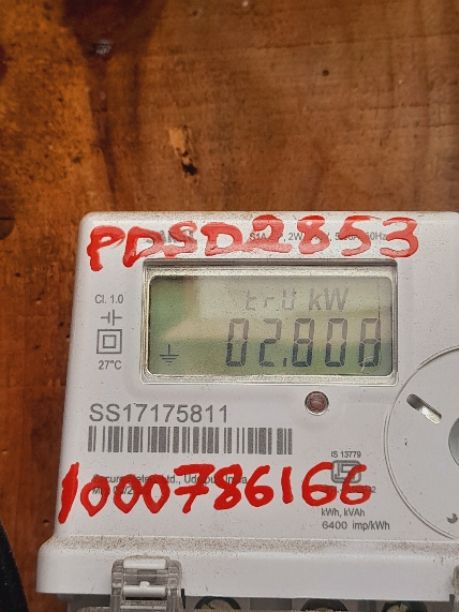 PDSD2853
Cl. 1.0
27°C
kW
02.808
SS17175811
IS 13779
1000786166
kWh, kVAh
6400 imp/kWh